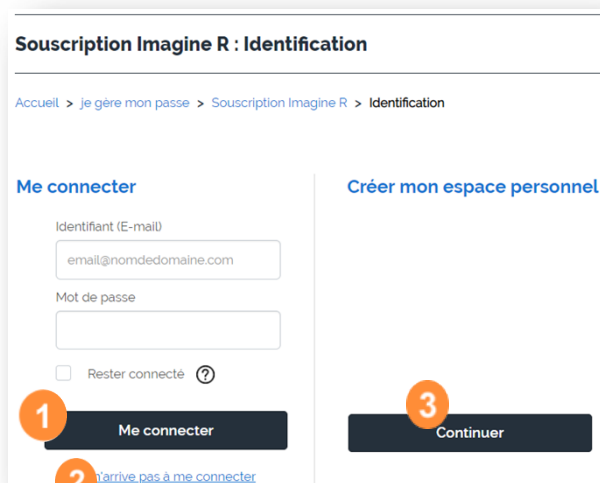 Souscription Imagine R : Identification
Accueil > je gère mon passe > Souscription Imagine R > Identification
Me connecter
Identifiant (E-mail)
email@nomdedomaine.com
Mot de passe
Rester connecté ?
1
Me connecter
2
n'arrive pas à me connecter
Créer mon espace personnel
3
Continuer